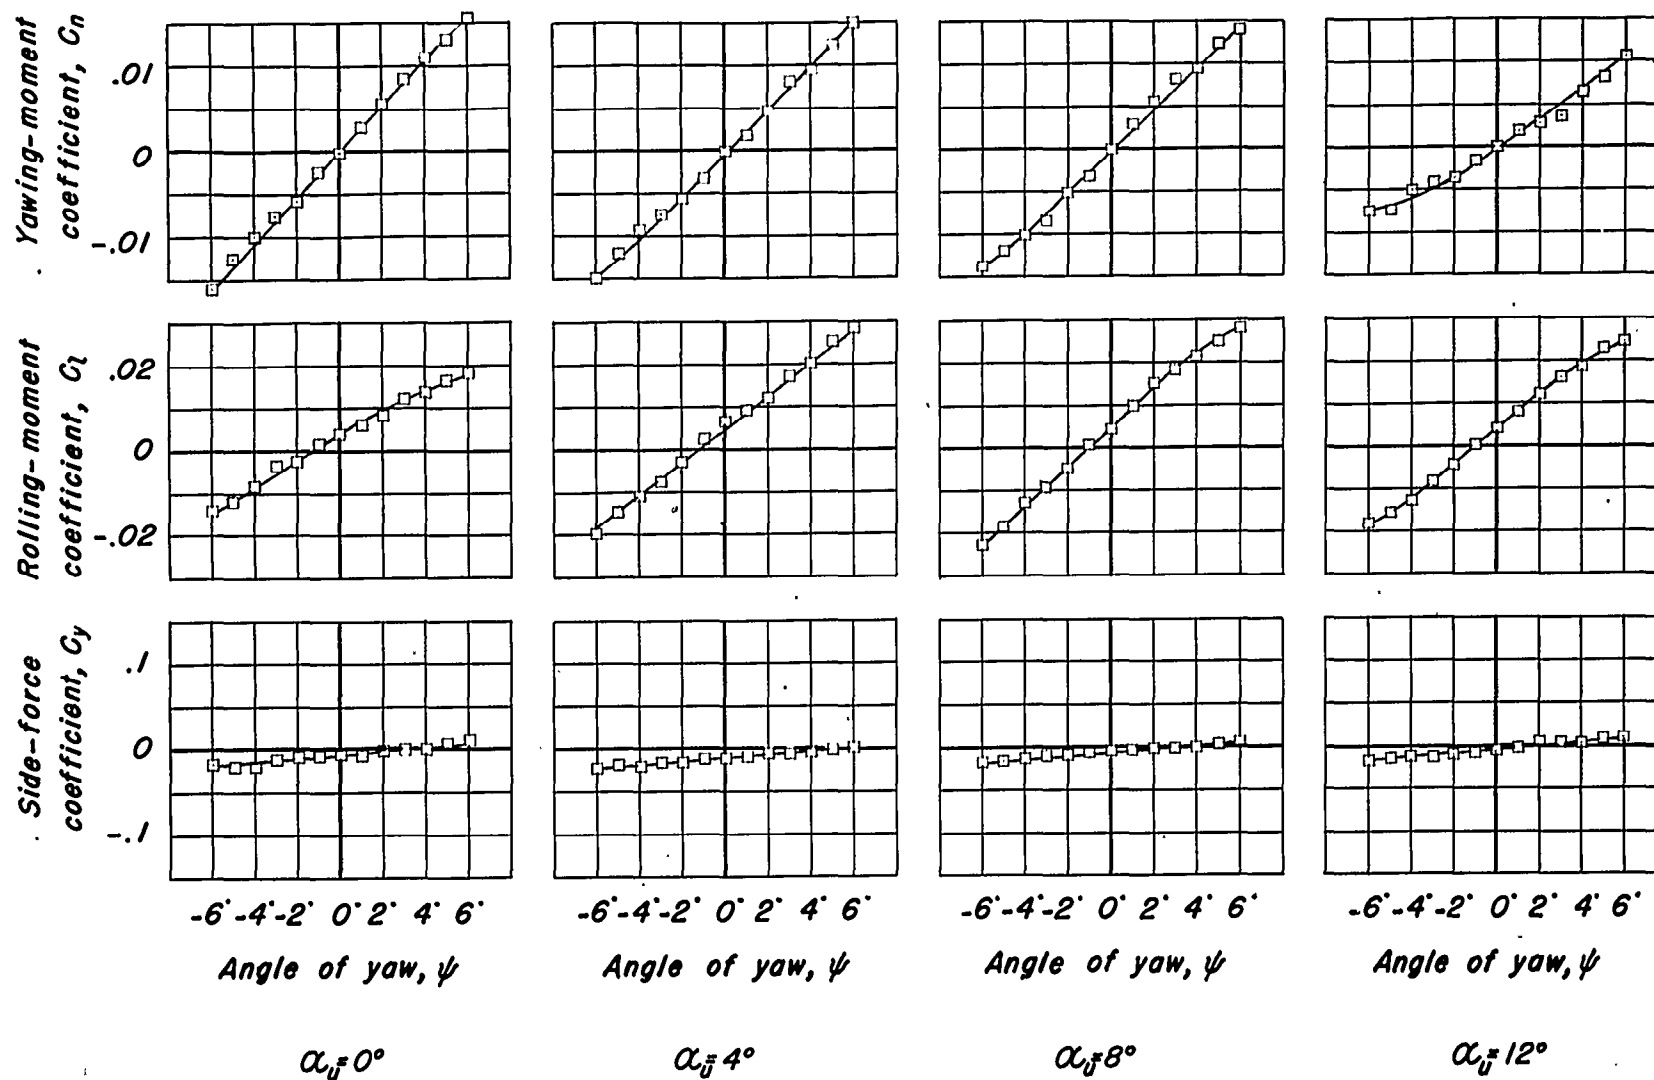 Yawing-moment
coefficient, Cn
.01
0
-.01
Rolling-moment
coefficient, Cl
.02
0
-.02
Side-force
coefficient, Cy
.1
0
-.1
-6° -4° -2° 0° 2° 4° 6°
-6° -4° -2° 0° 2° 4° 6°
-6° -4° -2° 0° 2° 4° 6°
-6° -4° -2° 0° 2° 4° 6°
Angle of yaw, ψ
Angle of yaw, ψ
Angle of yaw, ψ
Angle of yaw, ψ
αu=0°
αu=4°
αu=8°
αu=12°